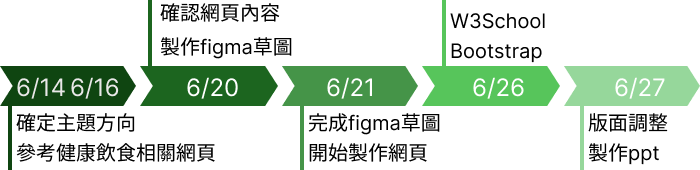 確認網頁內容
製作figma草圖
W3School
Bootstrap
6/14 6/16
6/20
6/21
6/26
6/27
確定主題方向
參考健康飲食相關網頁
完成figma草圖
開始製作網頁
版面調整
製作ppt